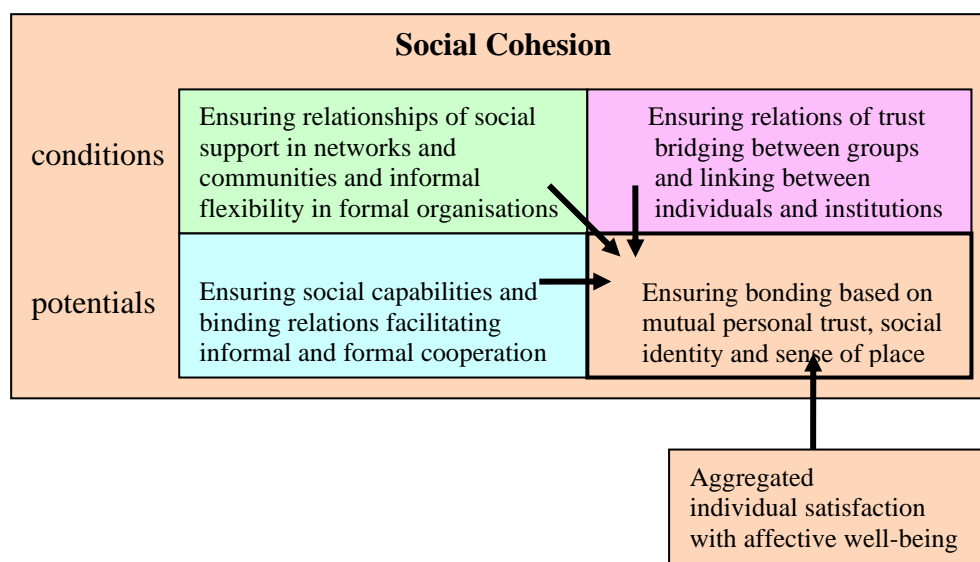 Social Cohesion
conditions
Ensuring relationships of social
support in networks and
communities and informal
flexibility in formal organisations
Ensuring relations of trust
bridging between groups
and linking between
individuals and institutions
potentials
Ensuring social capabilities and
binding relations facilitating
informal and formal cooperation
Ensuring bonding based on
mutual personal trust, social
identity and sense of place
Aggregated
individual satisfaction
with affective well-being